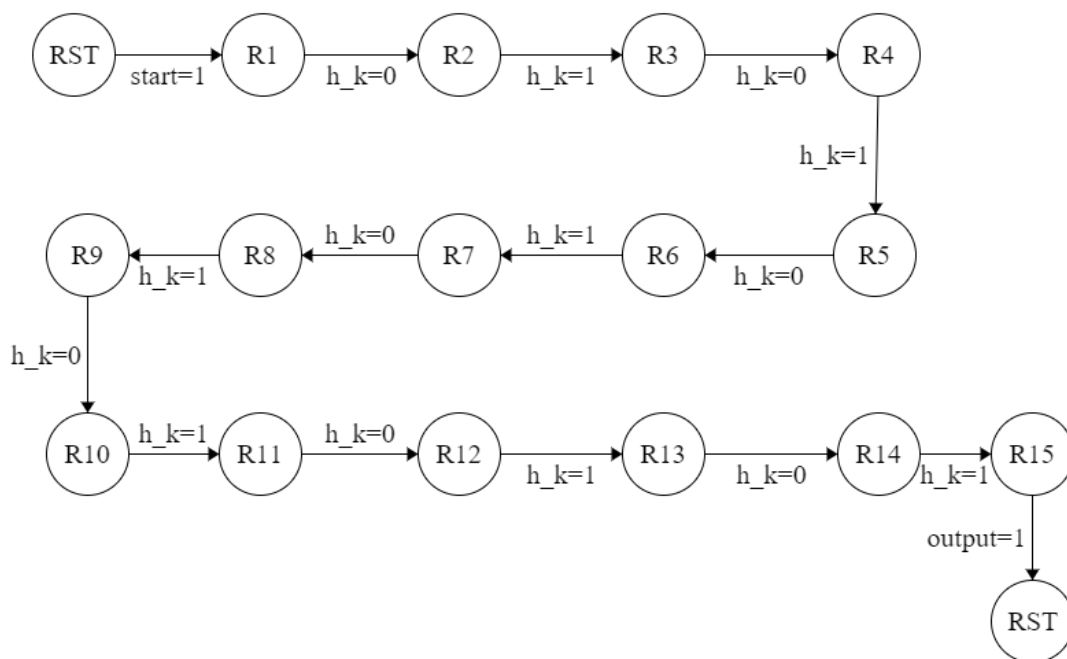 RST
start=1
R1
h_k=0
R2
h_k=1
R3
h_k=0
R4
h_k=1
R5
h_k=0
R6
h_k=1
R7
h_k=0
R8
h_k=1
R9
h_k=0
R10
h_k=1
R11
h_k=0
R12
h_k=1
R13
h_k=0
R14
h_k=1
R15
output=1
RST